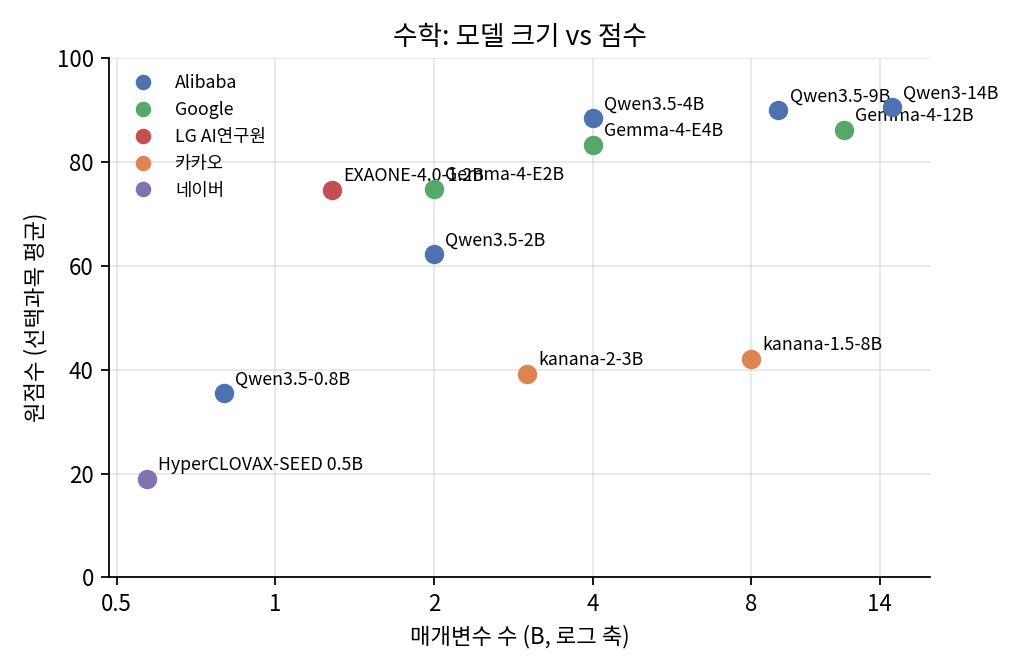 수학: 모델 크기 vs 점수
100
80
60
40
20
0
원점수 (선택과목 평균)
Alibaba
Google
LG AI연구원
카카오
네이버
Qwen3.5-4B
Gemma-4-E4B
Qwen3.5-9B
Qwen3-14B
Gemma-4-12B
EXAONE-4.0-1.2B
Gemma-4-E2B
Qwen3.5-2B
kanana-1.5-8B
kanana-2-3B
Qwen3.5-0.8B
HyperCLOVAX-SEED 0.5B
0.5 1 2 4 8 14
매개변수 수 (B, 로그 축)